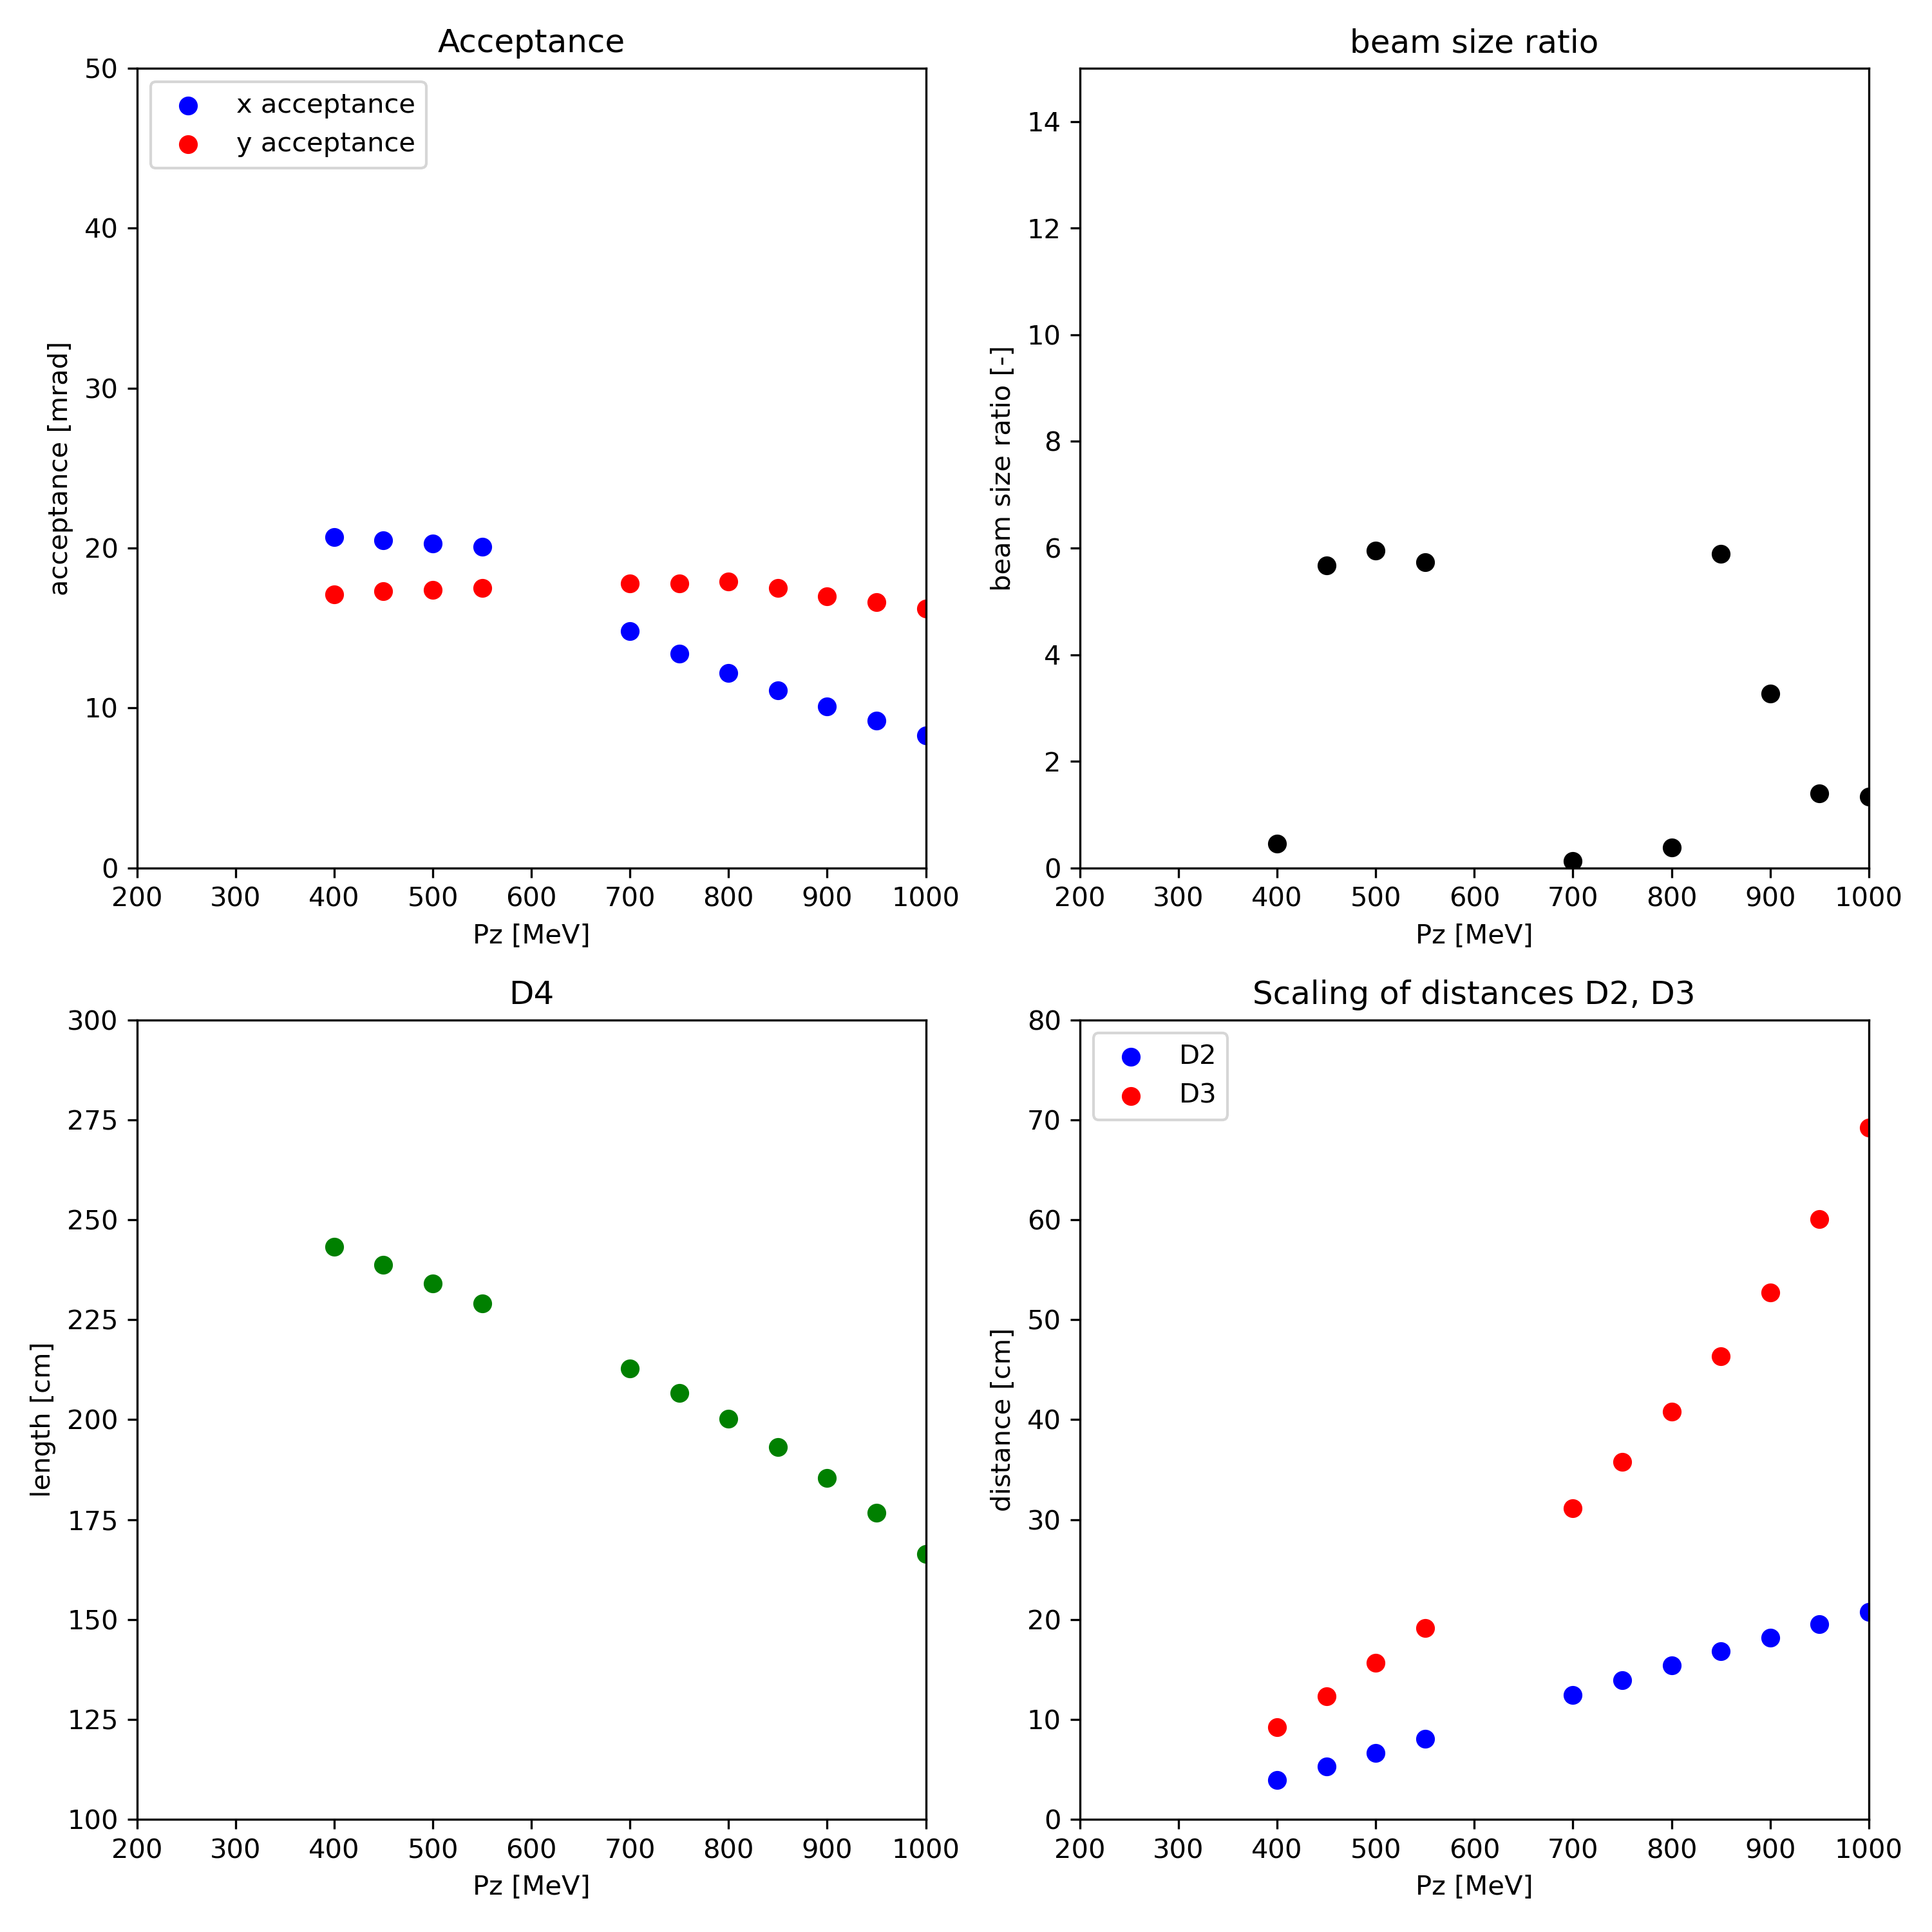 Acceptance
50
40
30
20
10
0
acceptance [mrad]
x acceptance
y acceptance
200 300 400 500 600 700 800 900 1000
Pz [MeV]
beam size ratio
14
12
10
8
6
4
2
0
beam size ratio [-]
200 300 400 500 600 700 800 900 1000
Pz [MeV]
D4
300
275
250
225
200
175
150
125
100
length [cm]
200 300 400 500 600 700 800 900 1000
Pz [MeV]
Scaling of distances D2, D3
80
70
60
50
40
30
20
10
0
distance [cm]
D2
D3
200 300 400 500 600 700 800 900 1000
Pz [MeV]